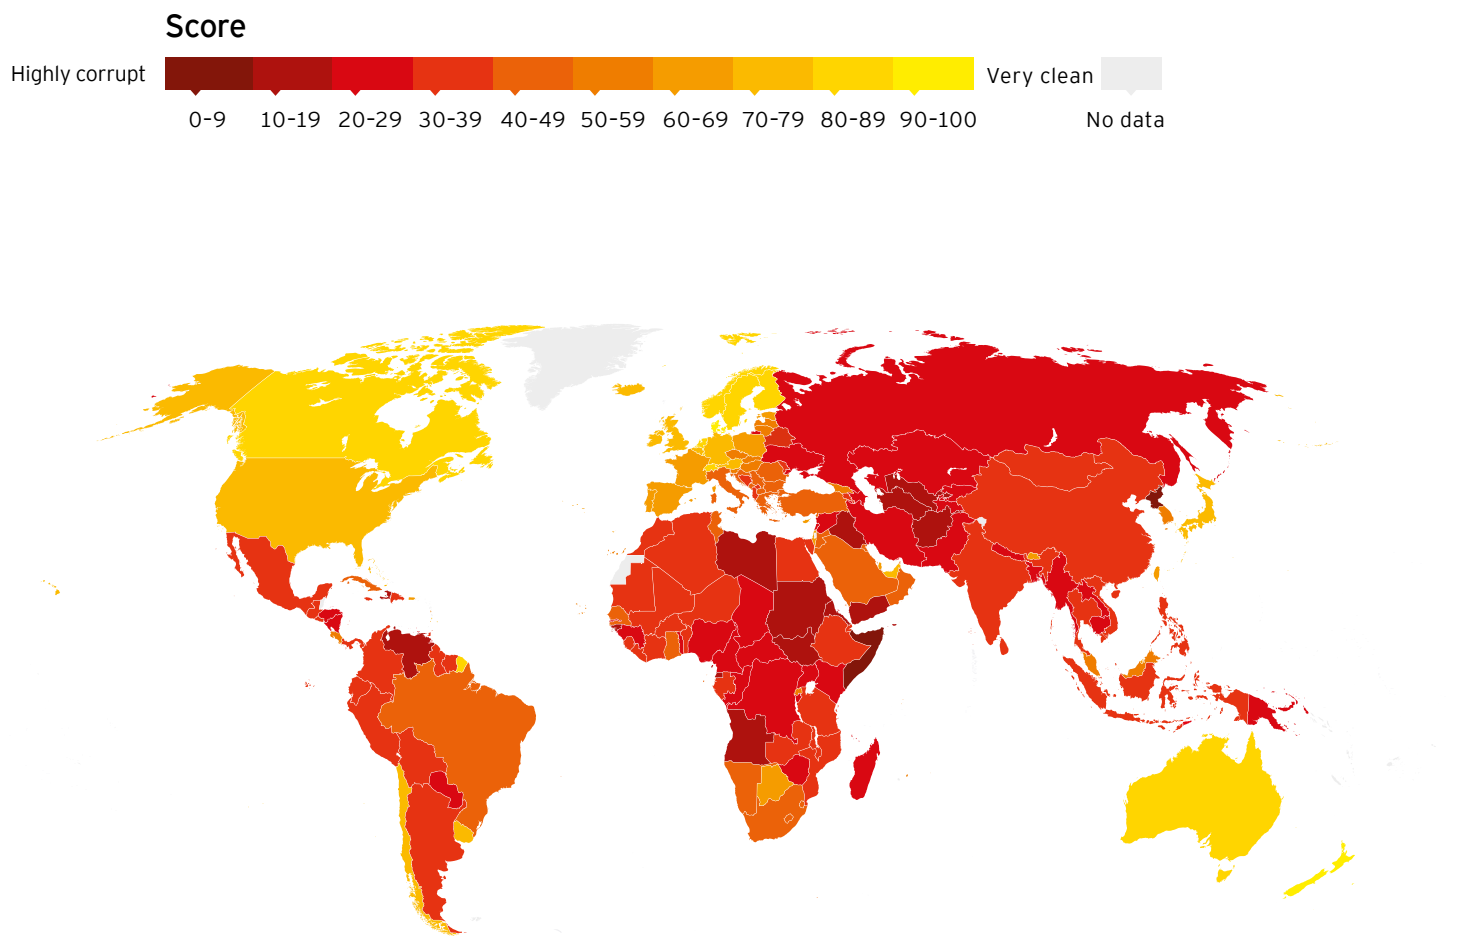 Score
Highly corrupt
Very clean
0-9 10-19 20-29 30-39 40-49 50-59 60-69 70-79 80-89 90-100 No data